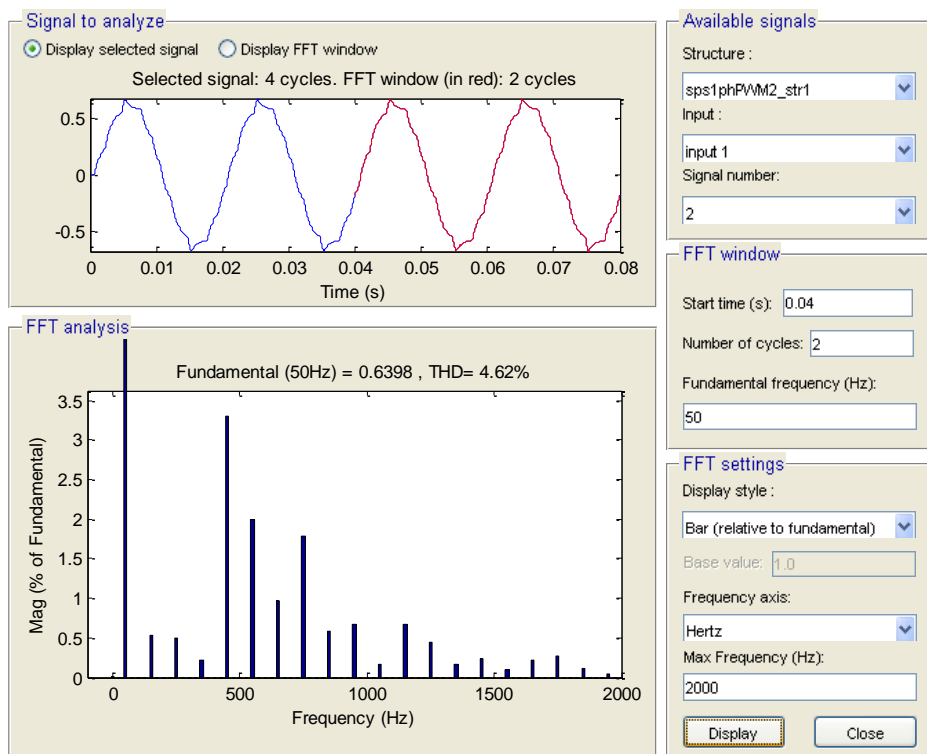 Signal to analyze
Display selected signal Display FFT window
Selected signal: 4 cycles. FFT window (in red): 2 cycles
0.5
0
-0.5
0 0.01 0.02 0.03 0.04 0.05 0.06 0.07 0.08
Time (s)
FFT analysis
Fundamental (50Hz) = 0.6398 , THD= 4.62%
3.5
3
2.5
2
1.5
1
0.5
0
Mag (% of Fundamental)
0 500 1000 1500 2000
Frequency (Hz)
Available signals
Structure :
sps1phPWM2_str1
Input :
input 1
Signal number:
2
FFT window
Start time (s): 0.04
Number of cycles: 2
Fundamental frequency (Hz):
50
FFT settings
Display style :
Bar (relative to fundamental)
Base value: 1.0
Frequency axis:
Hertz
Max Frequency (Hz):
2000
Display Close